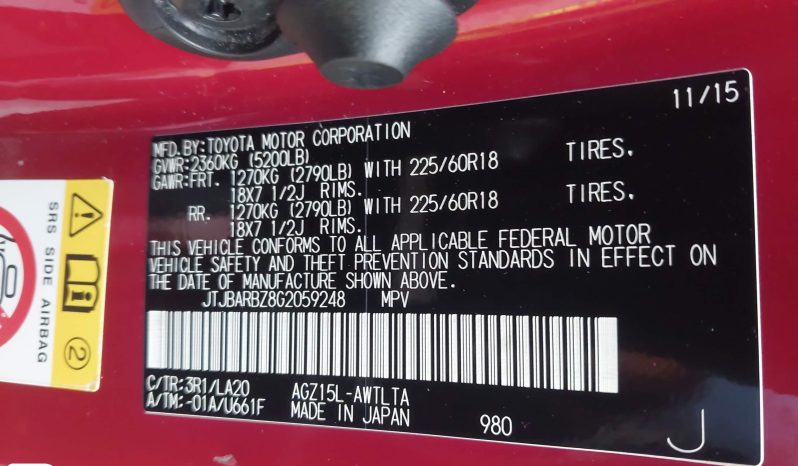 11/15
MFD. BY:TOYOTA MOTOR CORPORATION
GVWR:2360KG (5200LB)
GAWR:FRT. 1270KG (2790LB) WITH 225/60R18 TIRES.
18X7 1/2J RIMS.
RR. 1270KG (2790LB) WITH 225/60R18 TIRES.
18X7 1/2J RIMS.
THIS VEHICLE CONFORMS TO ALL APPLICABLE FEDERAL MOTOR
VEHICLE SAFETY AND THEFT PREVENTION STANDARDS IN EFFECT ON
THE DATE OF MANUFACTURE SHOWN ABOVE.
JTJBARBZ8G2059248 MPV
C/TR:3R1/LA20 AGZ15L-AWTLTA
A/TM:-01A/U661F MADE IN JAPAN 980
J
SRS SIDE AIRBAG
2